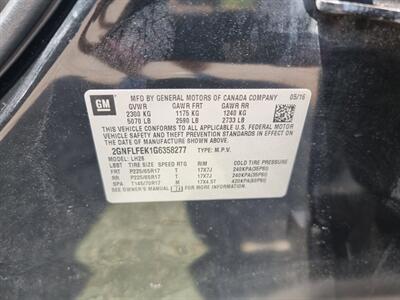 GM
MFD BY GENERAL MOTORS OF CANADA COMPANY 05/16
GVWR GAWR FRT GAWR RR
2300 KG 1175 KG 1240 KG
5070 LB 2590 LB 2733 LB
THIS VEHICLE CONFORMS TO ALL APPLICABLE U.S. FEDERAL
MOTOR VEHICLE SAFETY, BUMPER, AND THEFT PREVENTION
STANDARDS IN EFFECT ON THE
DATE OF MANUFACTURE SHOWN ABOVE.
2GNFLFEK1G6358277 TYPE: M.P.V.
MODEL: LH26
TIRE SIZE SPEED RTG RIM COLD TIRE PRESSURE
FRT P225/65R17 T 17X7J 240KPA(35PSI)
RR P225/65R17 T 17X7J 240KPA(35PSI)
SPA T145/70R17 M 17X4.5T 420KPA(60PSI)
SEE OWNER'S MANUAL FOR MORE INFORMATION.